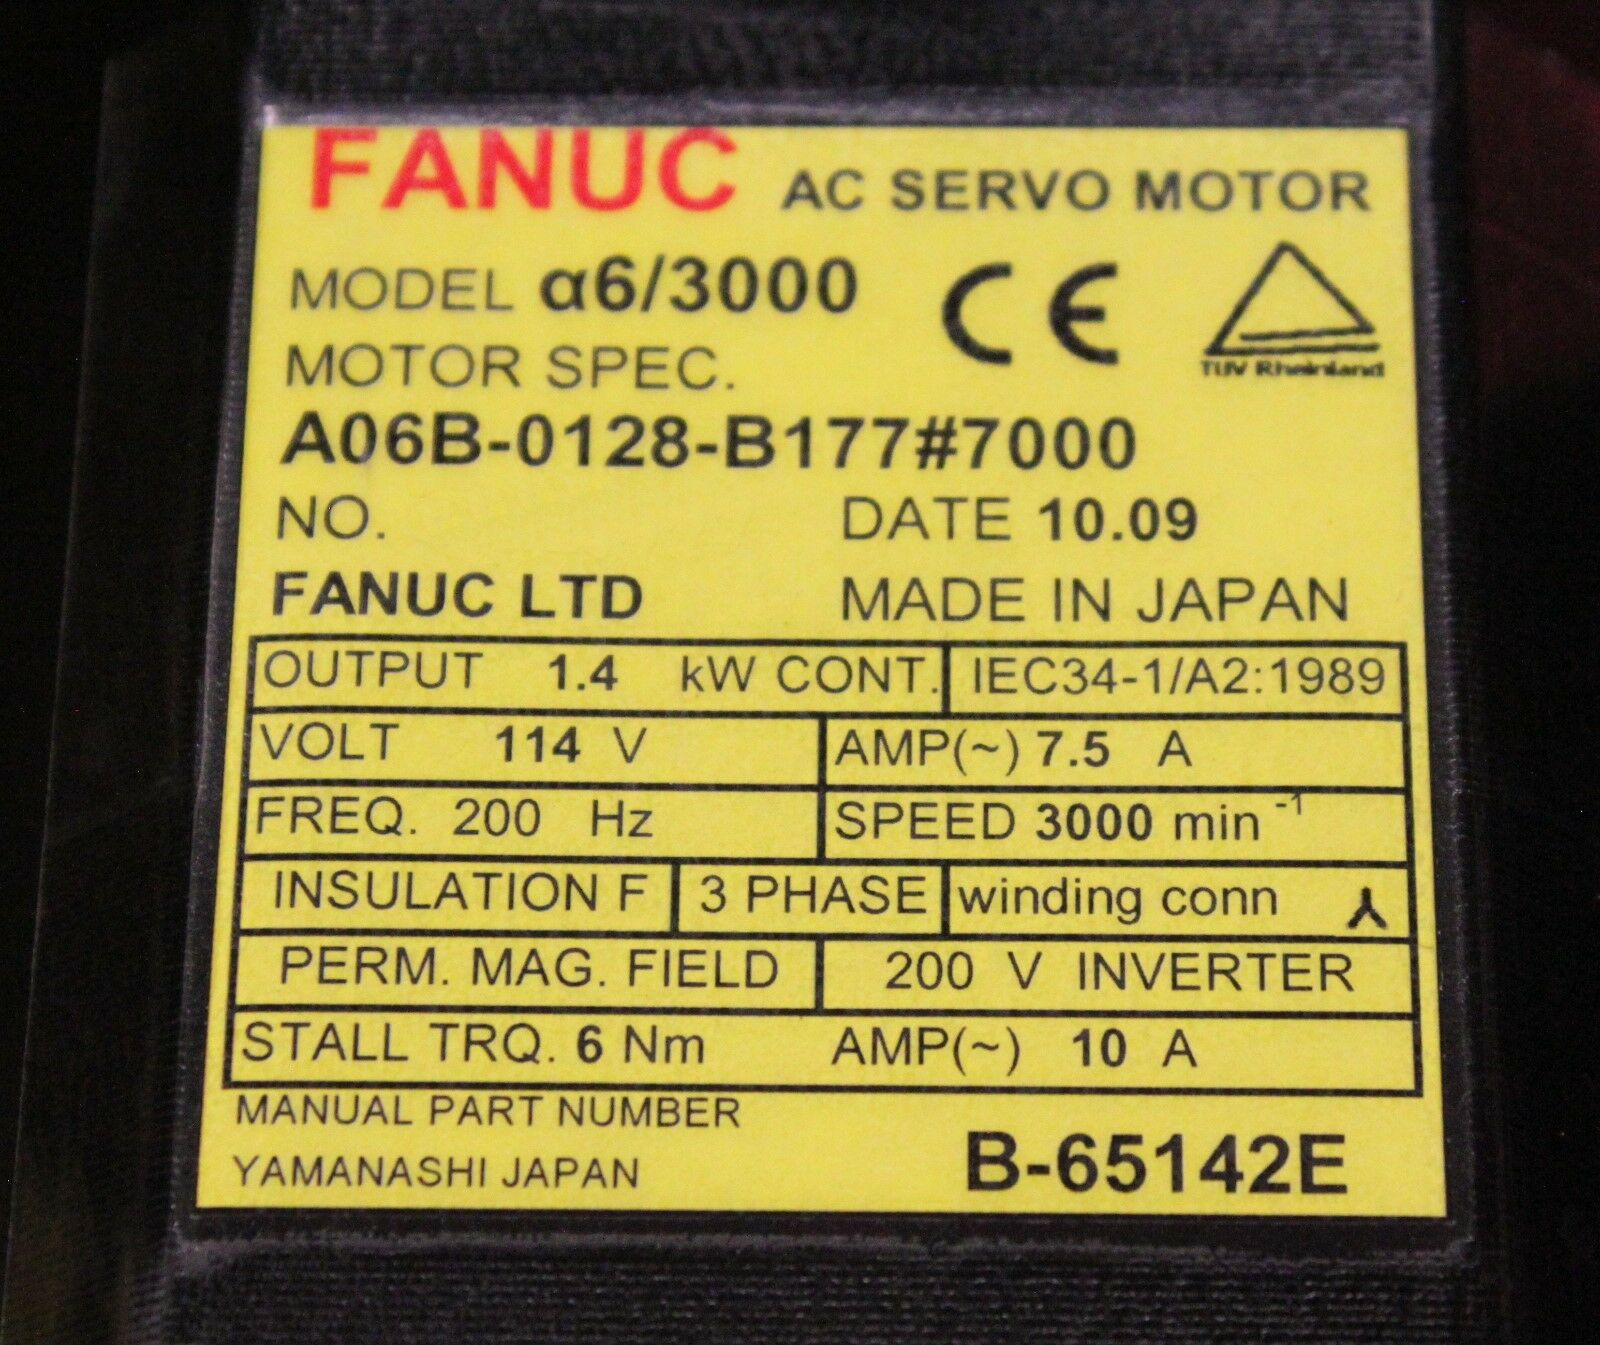 FANUC AC SERVO MOTOR
MODEL α6/3000 CE
TUV Rheinland
MOTOR SPEC.
A06B-0128-B177#7000
NO. DATE 10.09
FANUC LTD MADE IN JAPAN
OUTPUT 1.4 kW CONT. IEC34-1/A2:1989
VOLT 114 V AMP(~) 7.5 A
FREQ. 200 Hz SPEED 3000 min⁻¹
INSULATION F 3 PHASE winding conn
PERM. MAG. FIELD 200 V INVERTER
STALL TRQ. 6 Nm AMP(~) 10 A
MANUAL PART NUMBER
YAMANASHI JAPAN B-65142E